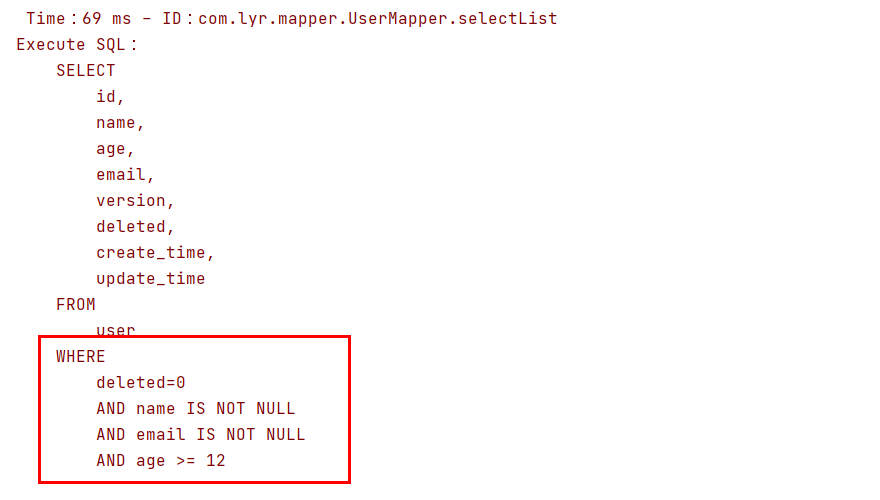 Time：69 ms - ID：com.lyr.mapper.UserMapper.selectList
Execute SQL：
SELECT
id,
name,
age,
email,
version,
deleted,
create_time,
update_time
FROM
user
WHERE
deleted=0
AND name IS NOT NULL
AND email IS NOT NULL
AND age >= 12